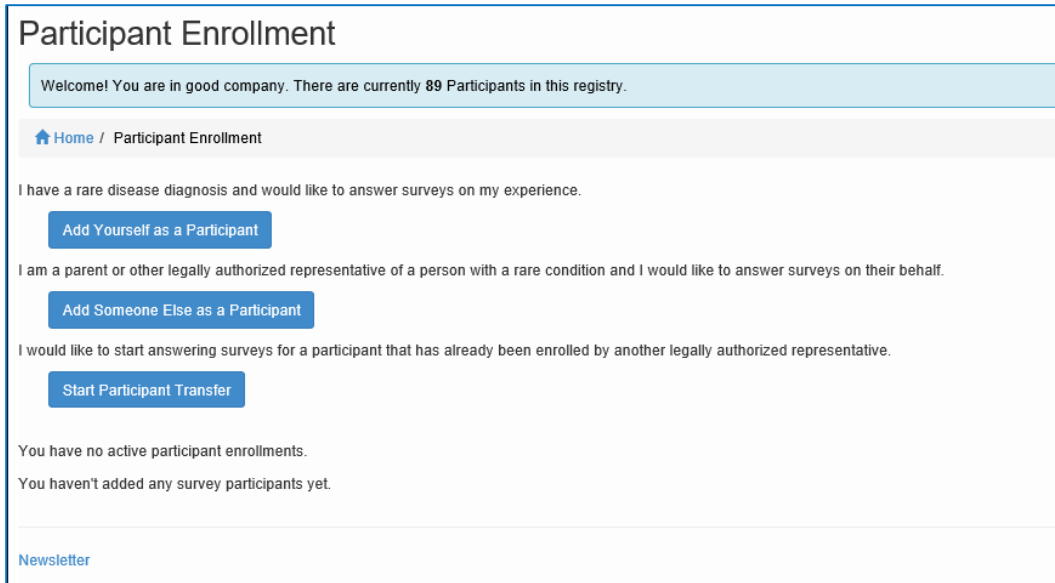 Participant Enrollment
Welcome! You are in good company. There are currently 89 Participants in this registry.
Home / Participant Enrollment
I have a rare disease diagnosis and would like to answer surveys on my experience.
Add Yourself as a Participant
I am a parent or other legally authorized representative of a person with a rare condition and I would like to answer surveys on their behalf.
Add Someone Else as a Participant
I would like to start answering surveys for a participant that has already been enrolled by another legally authorized representative.
Start Participant Transfer
You have no active participant enrollments.
You haven't added any survey participants yet.
Newsletter